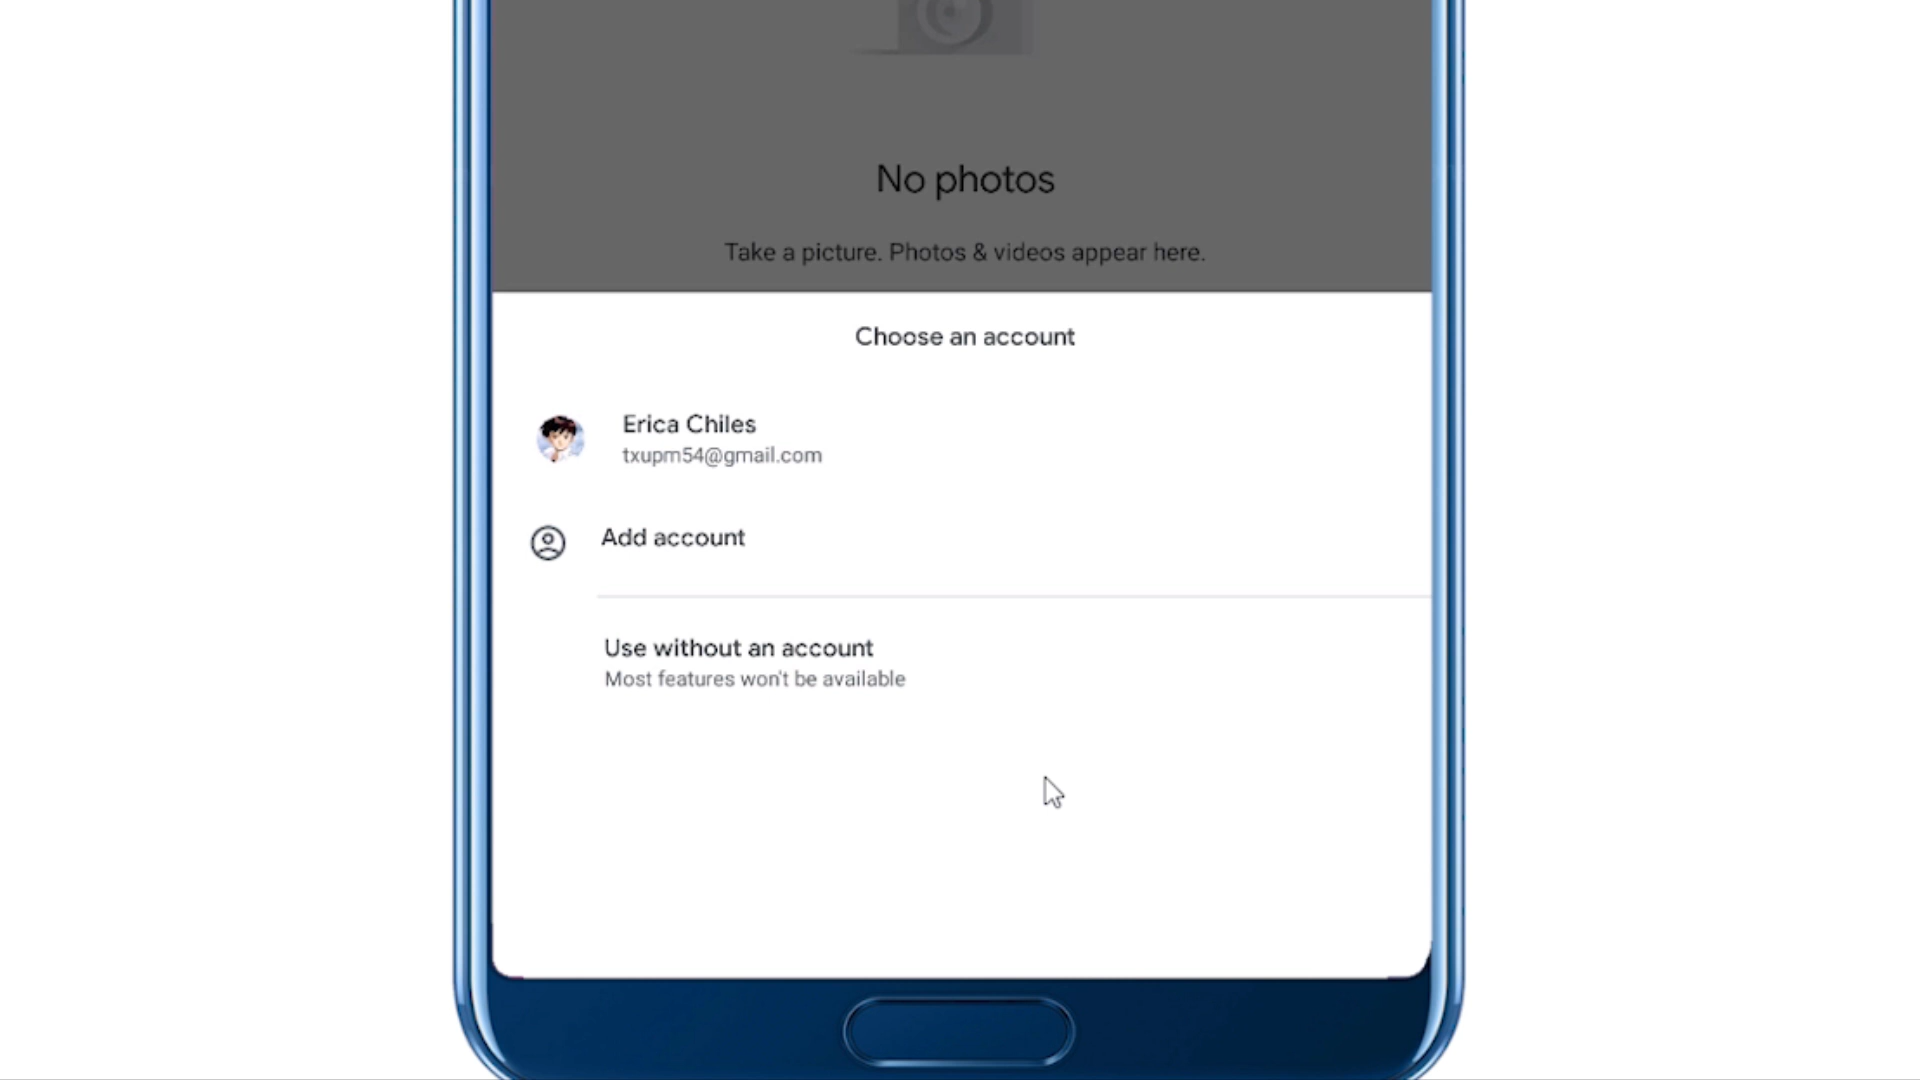 No photos
Take a picture. Photos & videos appear here.
Choose an account
Erica Chiles
txupm54@gmail.com
Add account
Use without an account
Most features won't be available